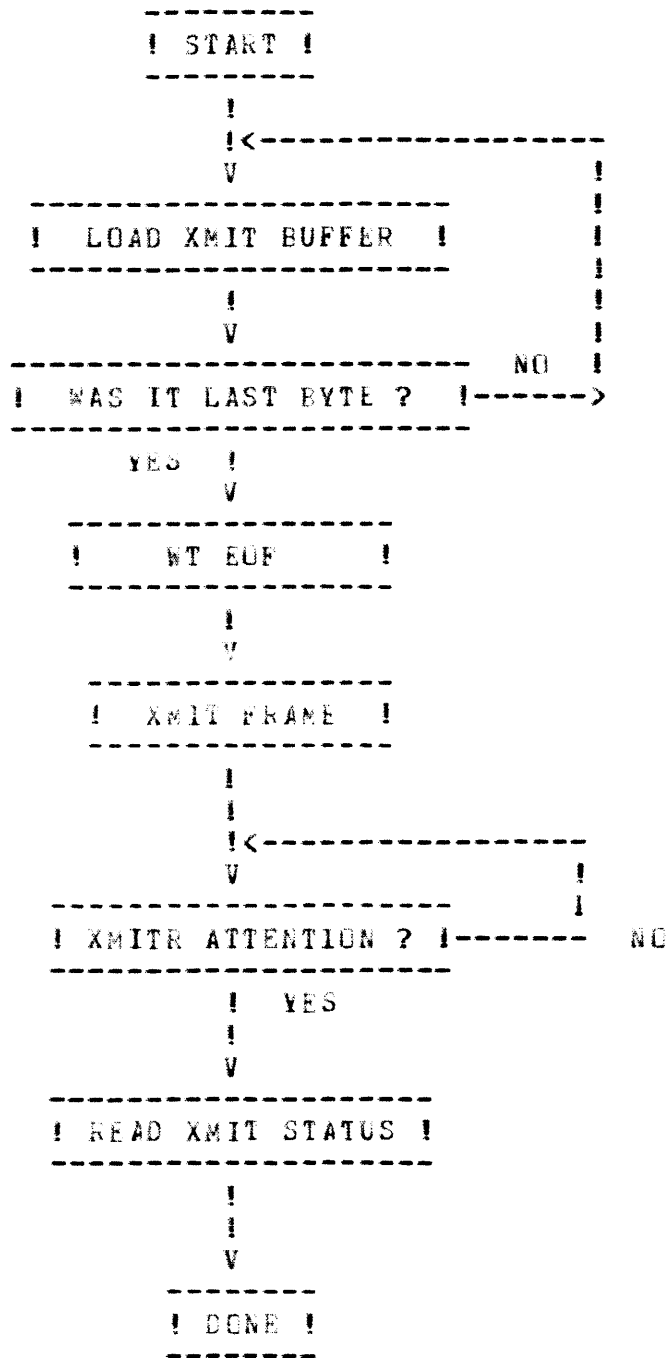 START
LOAD XMIT BUFFER
NO
WAS IT LAST BYTE ?
YES
WT EOF
XMIT FRAME
XMITR ATTENTION ? NO
YES
READ XMIT STATUS
DONE